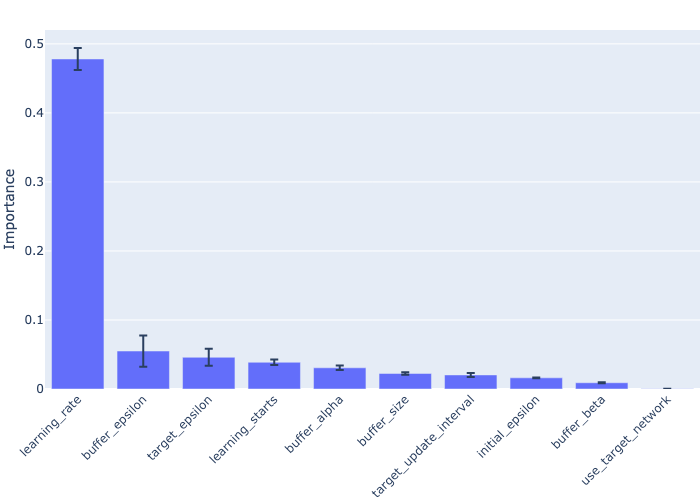 Importance
0.5
0.4
0.3
0.2
0.1
0
learning_rate
buffer_epsilon
target_epsilon
learning_starts
buffer_alpha
buffer_size
target_update_interval
initial_epsilon
buffer_beta
use_target_network